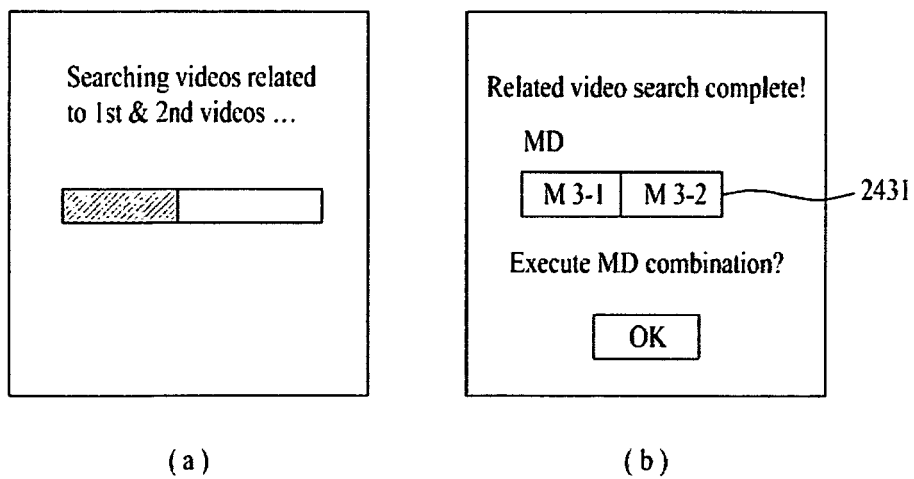 Searching videos related
to 1st & 2nd videos ...
(a)
Related video search complete!
MD
M 3-1 M 3-2
2431
Execute MD combination?
OK
(b)